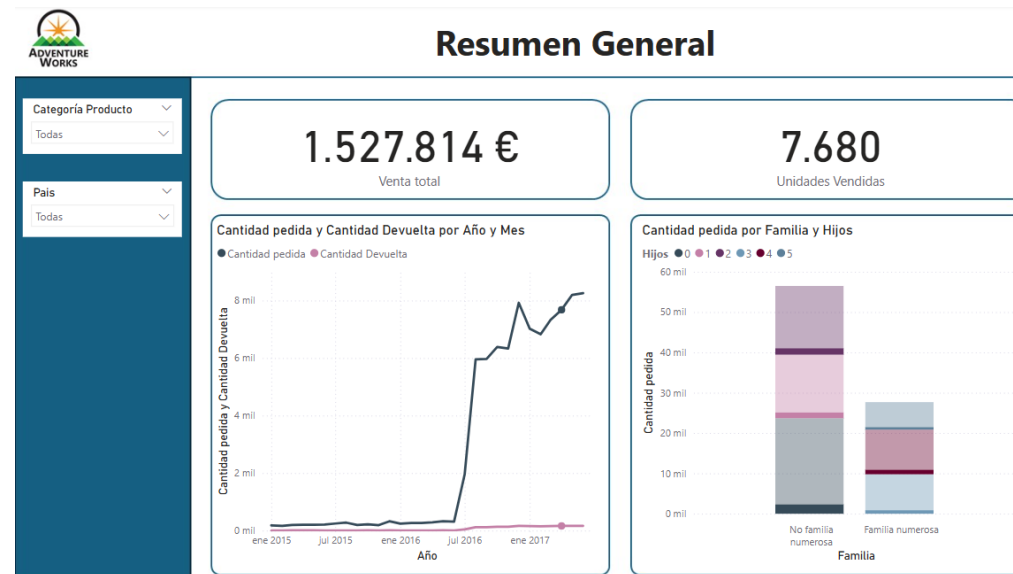 ADVENTURE
WORKS
Resumen General
Categoría Producto
Todas
Pais
Todas
1.527.814 €
Venta total
7.680
Unidades Vendidas
Cantidad pedida y Cantidad Devuelta por Año y Mes
Cantidad pedida Cantidad Devuelta
Cantidad pedida y Cantidad Devuelta
8 mil
6 mil
4 mil
2 mil
0 mil
ene 2015 jul 2015 ene 2016 jul 2016 ene 2017
Año
Cantidad pedida por Familia y Hijos
Hijos 0 1 2 3 4 5
Cantidad pedida
60 mil
50 mil
40 mil
30 mil
20 mil
10 mil
0 mil
No familia
numerosa
Familia numerosa
Familia